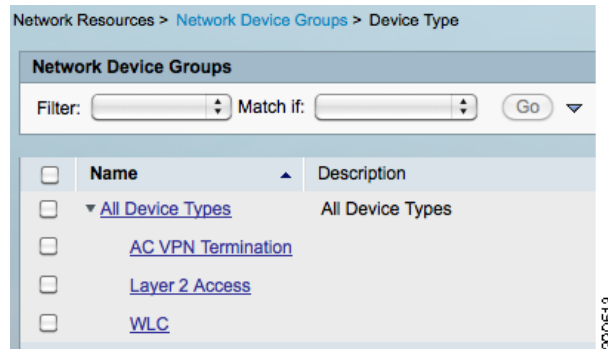 Network Resources > Network Device Groups > Device Type
Network Device Groups
Filter: Match if: Go
Name Description
All Device Types All Device Types
AC VPN Termination
Layer 2 Access
WLC